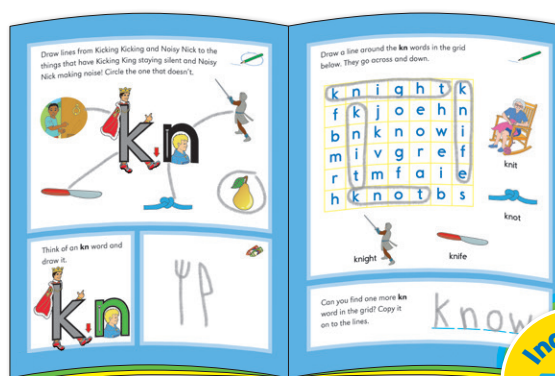 Draw lines from Kicking Kicking and Noisy Nick to the
things that have Kicking King staying silent and Noisy
Nick making noise! Circle the one that doesn't.
kn
Think of an kn word and
draw it.
kn
Draw a line around the kn words in the grid
below. They go across and down.
k n i g h t k
f k j o e h n
b n k n o w i
m i v g r e f
r t m f a i e
h k n o t b s
knit
knot
knight
knife
Can you find one more kn
word in the grid? Copy it
on to the lines.
know